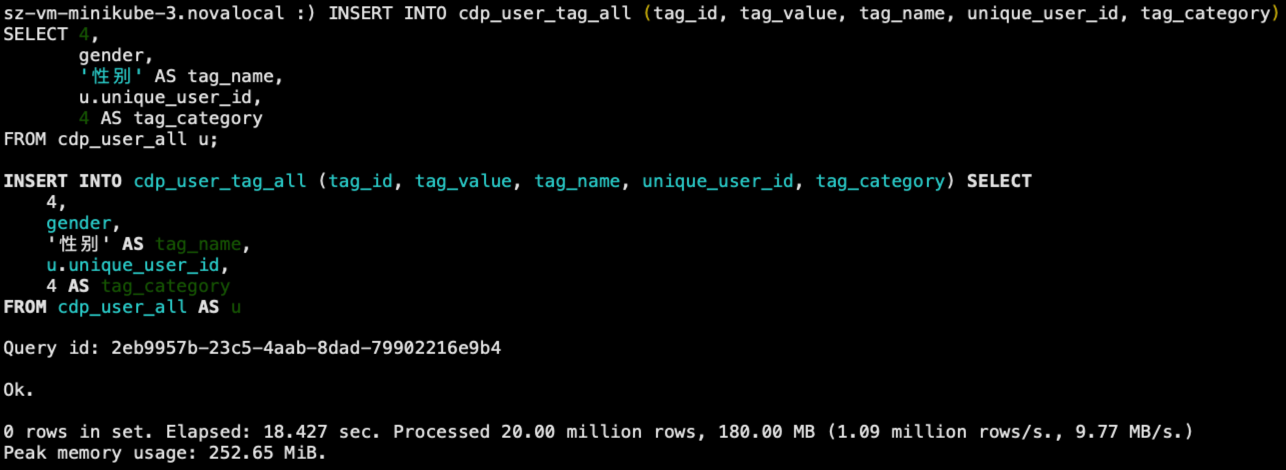 sz-vm-minikube-3.novalocal :) INSERT INTO cdp_user_tag_all (tag_id, tag_value, tag_name, unique_user_id, tag_category)
SELECT 4,
       gender,
       '性别' AS tag_name,
       u.unique_user_id,
       4 AS tag_category
FROM cdp_user_all u;
INSERT INTO cdp_user_tag_all (tag_id, tag_value, tag_name, unique_user_id, tag_category) SELECT
    4,
    gender,
    '性别' AS tag_name,
    u.unique_user_id,
    4 AS tag_category
FROM cdp_user_all AS u
Query id: 2eb9957b-23c5-4aab-8dad-79902216e9b4
Ok.
0 rows in set. Elapsed: 18.427 sec. Processed 20.00 million rows, 180.00 MB (1.09 million rows/s., 9.77 MB/s.)
Peak memory usage: 252.65 MiB.